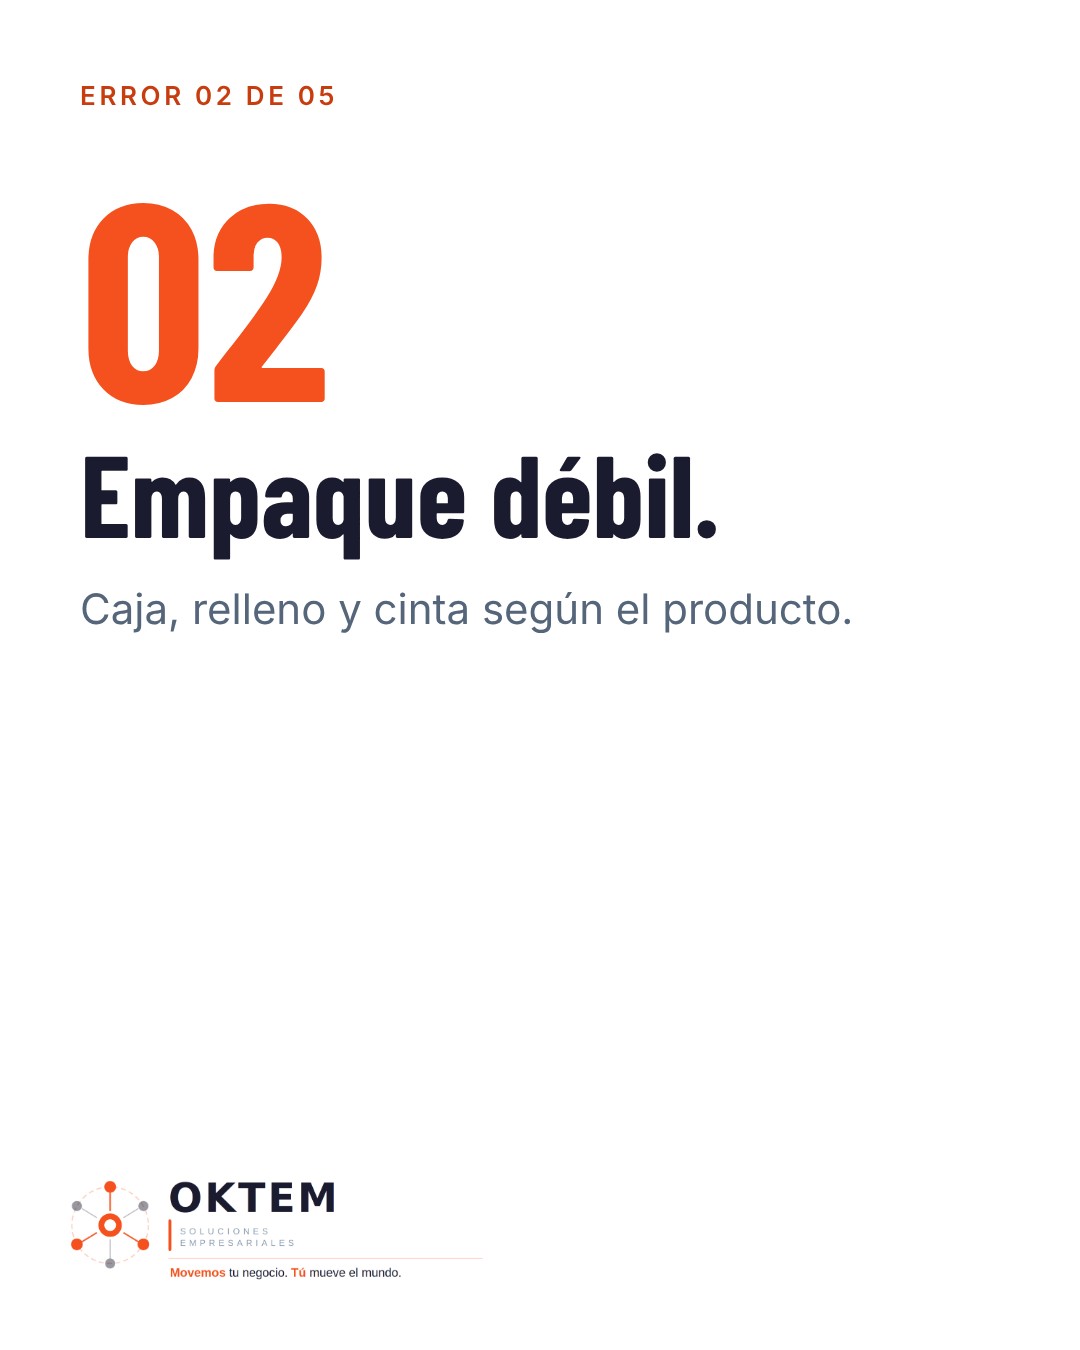 ERROR 02 DE 05
02
Empaque débil.
Caja, relleno y cinta según el producto.
OKTEM
SOLUCIONES
EMPRESARIALES
Movemos tu negocio. Tú mueve el mundo.